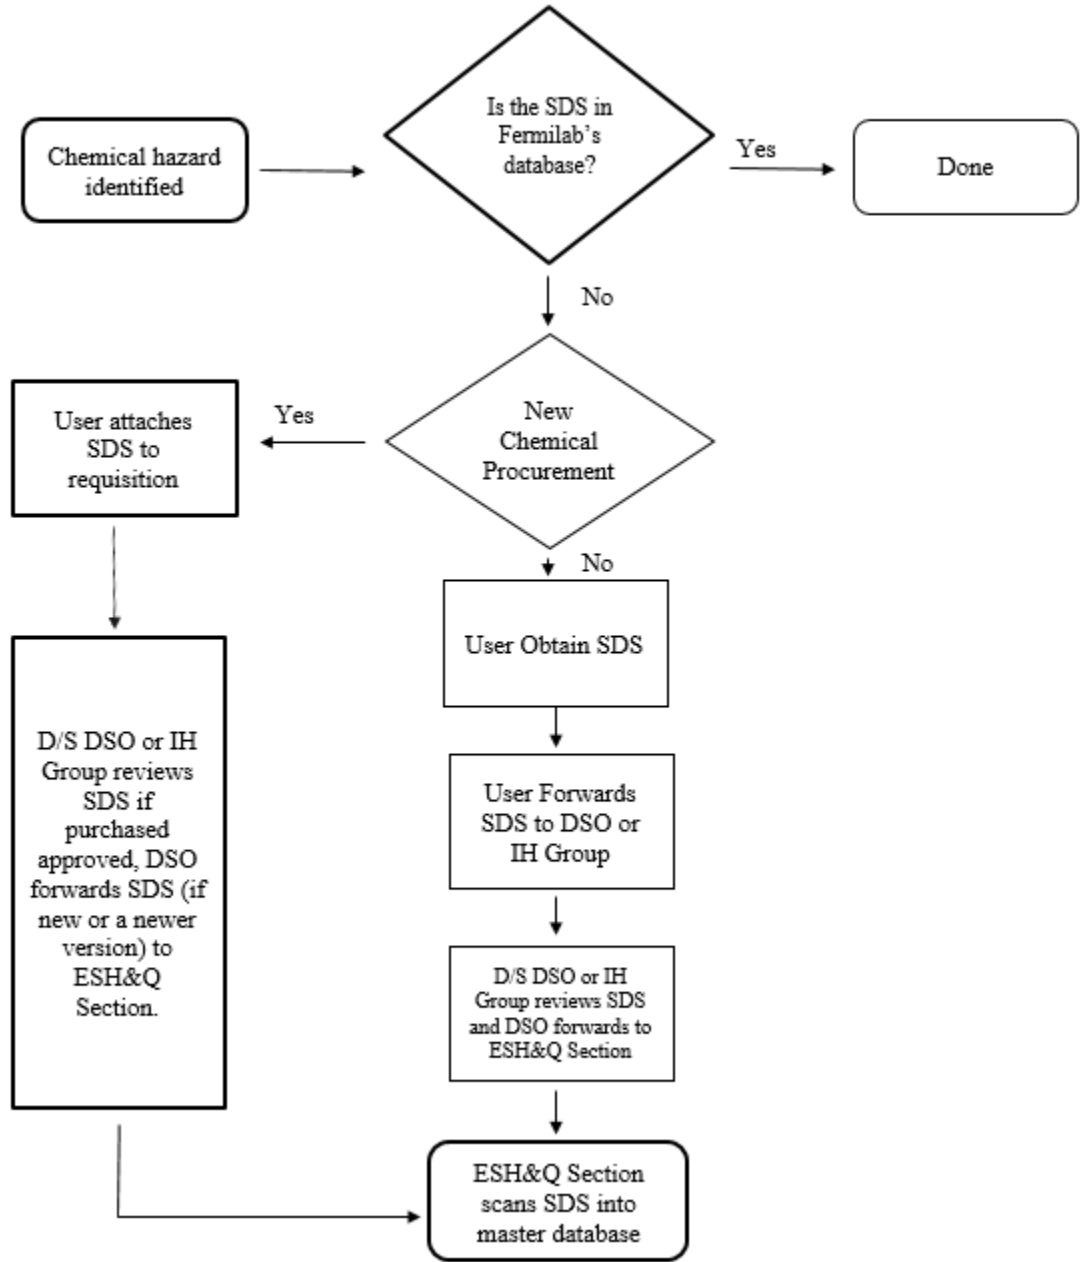 Chemical hazard
identified
Is the SDS in
Fermilab's
database?
Yes
Done
No
New
Chemical
Procurement
Yes
User attaches
SDS to
requisition
No
User Obtain SDS
D/S DSO or IH
Group reviews
SDS if
purchased
approved, DSO
forwards SDS (if
new or a newer
version) to
ESH&Q
Section.
User Forwards
SDS to DSO or
IH Group
D/S DSO or IH
Group reviews SDS
and DSO forwards to
ESH&Q Section
ESH&Q Section
scans SDS into
master database